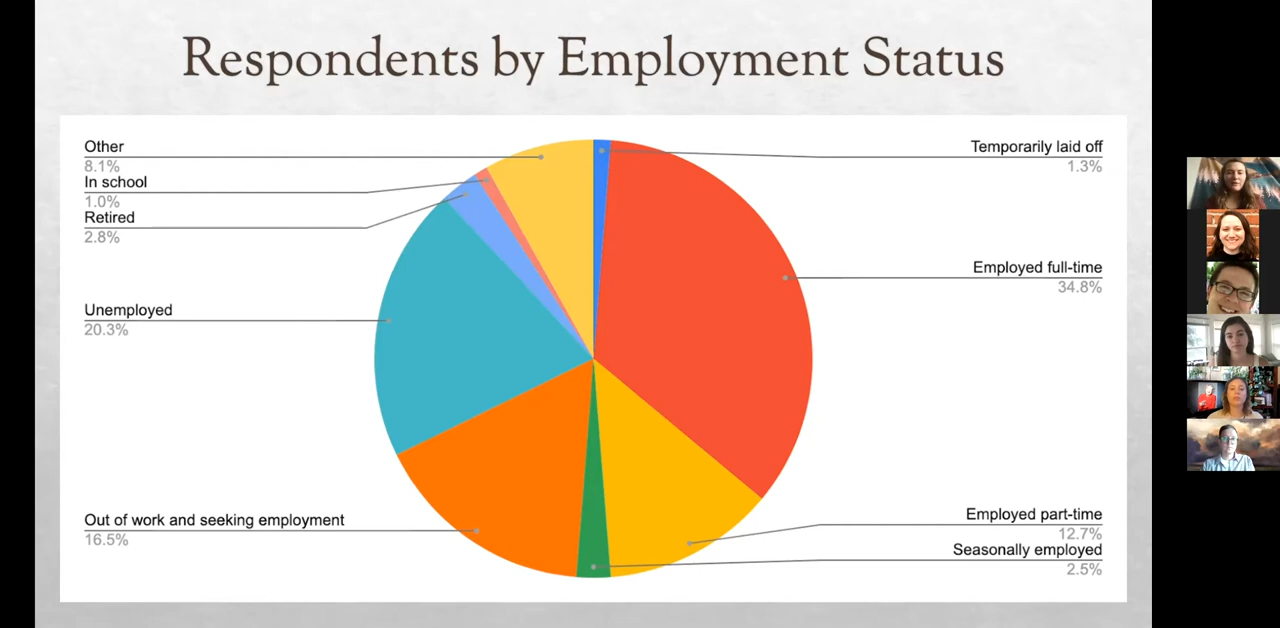 Respondents by Employment Status
Other
8.1%
In school
1.0%
Retired
2.8%
Unemployed
20.3%
Out of work and seeking employment
16.5%
Temporarily laid off
1.3%
Employed full-time
34.8%
Employed part-time
12.7%
Seasonally employed
2.5%